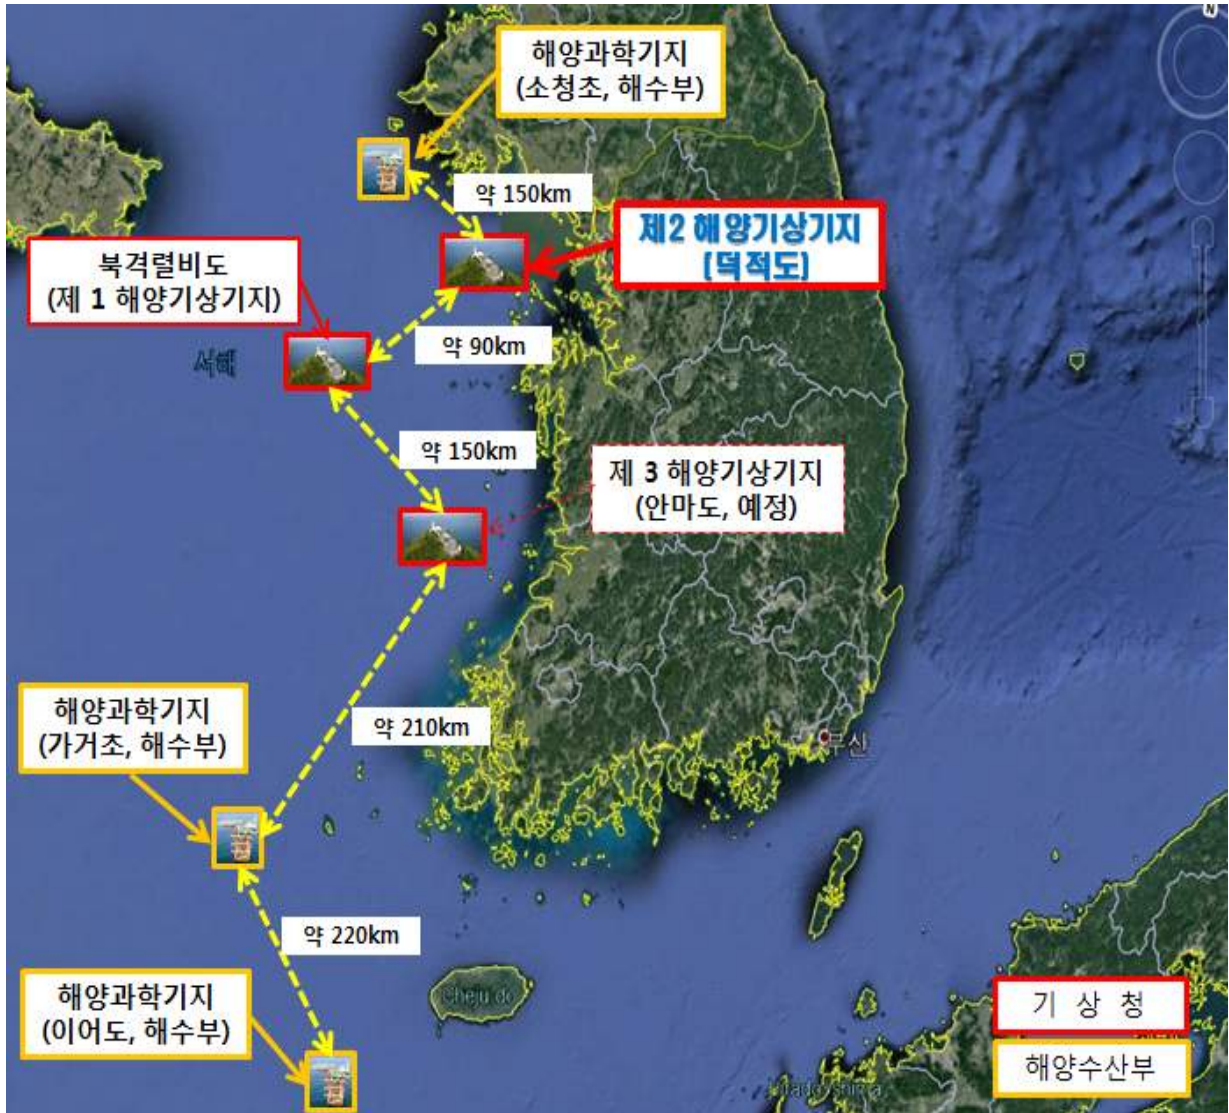 N
해양과학기지
(소청초, 해수부)
약 150km
제2 해양기상기지
(덕적도)
북격렬비도
(제 1 해양기상기지)
서해
약 90km
약 150km
제 3 해양기상기지
(안마도, 예정)
해양과학기지
(가거초, 해수부)
약 210km
부산
약 220km
해양과학기지
(이어도, 해수부)
Cheju do
기 상 청
해양수산부